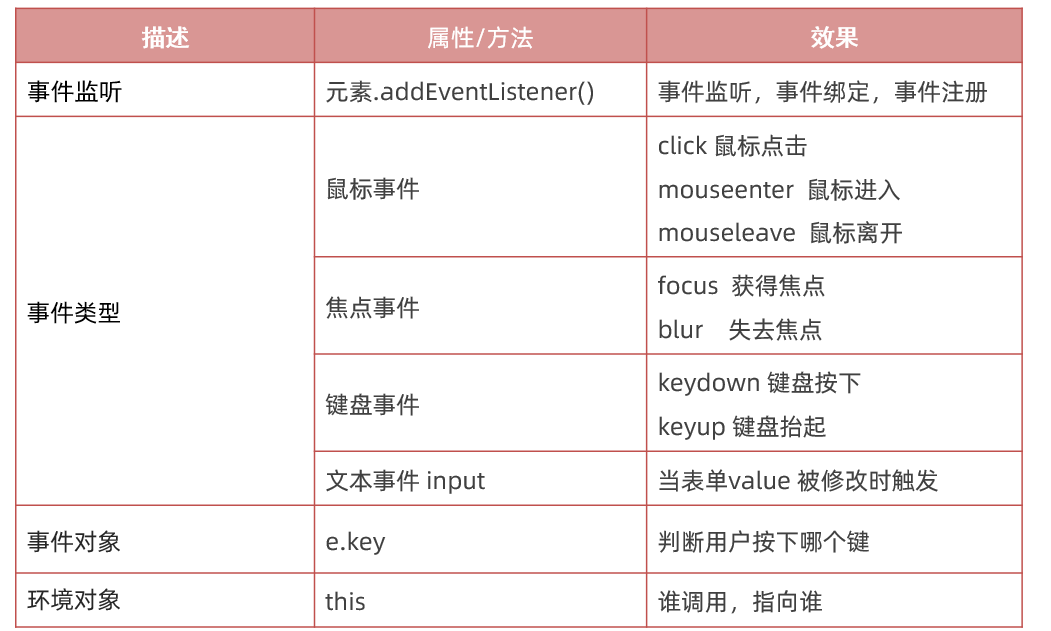 描述 属性/方法 效果
事件监听 元素.addEventListener() 事件监听，事件绑定，事件注册
事件类型
鼠标事件
click 鼠标点击
mouseenter 鼠标进入
mouseleave 鼠标离开
焦点事件
focus 获得焦点
blur 失去焦点
键盘事件
keydown 键盘按下
keyup 键盘抬起
文本事件 input 当表单value 被修改时触发
事件对象 e.key 判断用户按下哪个键
环境对象 this 谁调用，指向谁